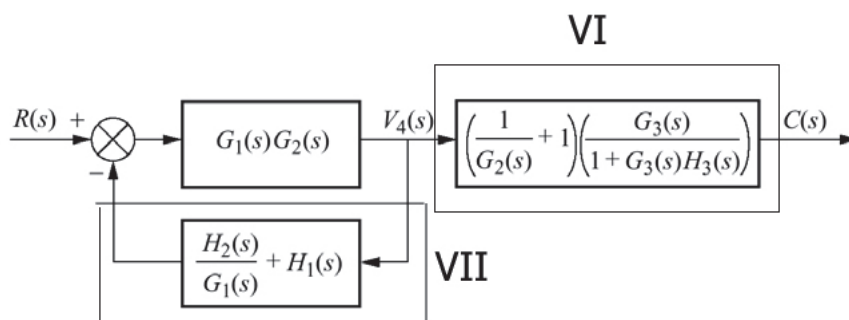 VI
R(s) +
G₁(s)G₂(s)
V₄(s)
(1/G₂(s) + 1)(G₃(s)/1 + G₃(s)H₃(s))
C(s)
−
H₂(s)/G₁(s) + H₁(s)
VII